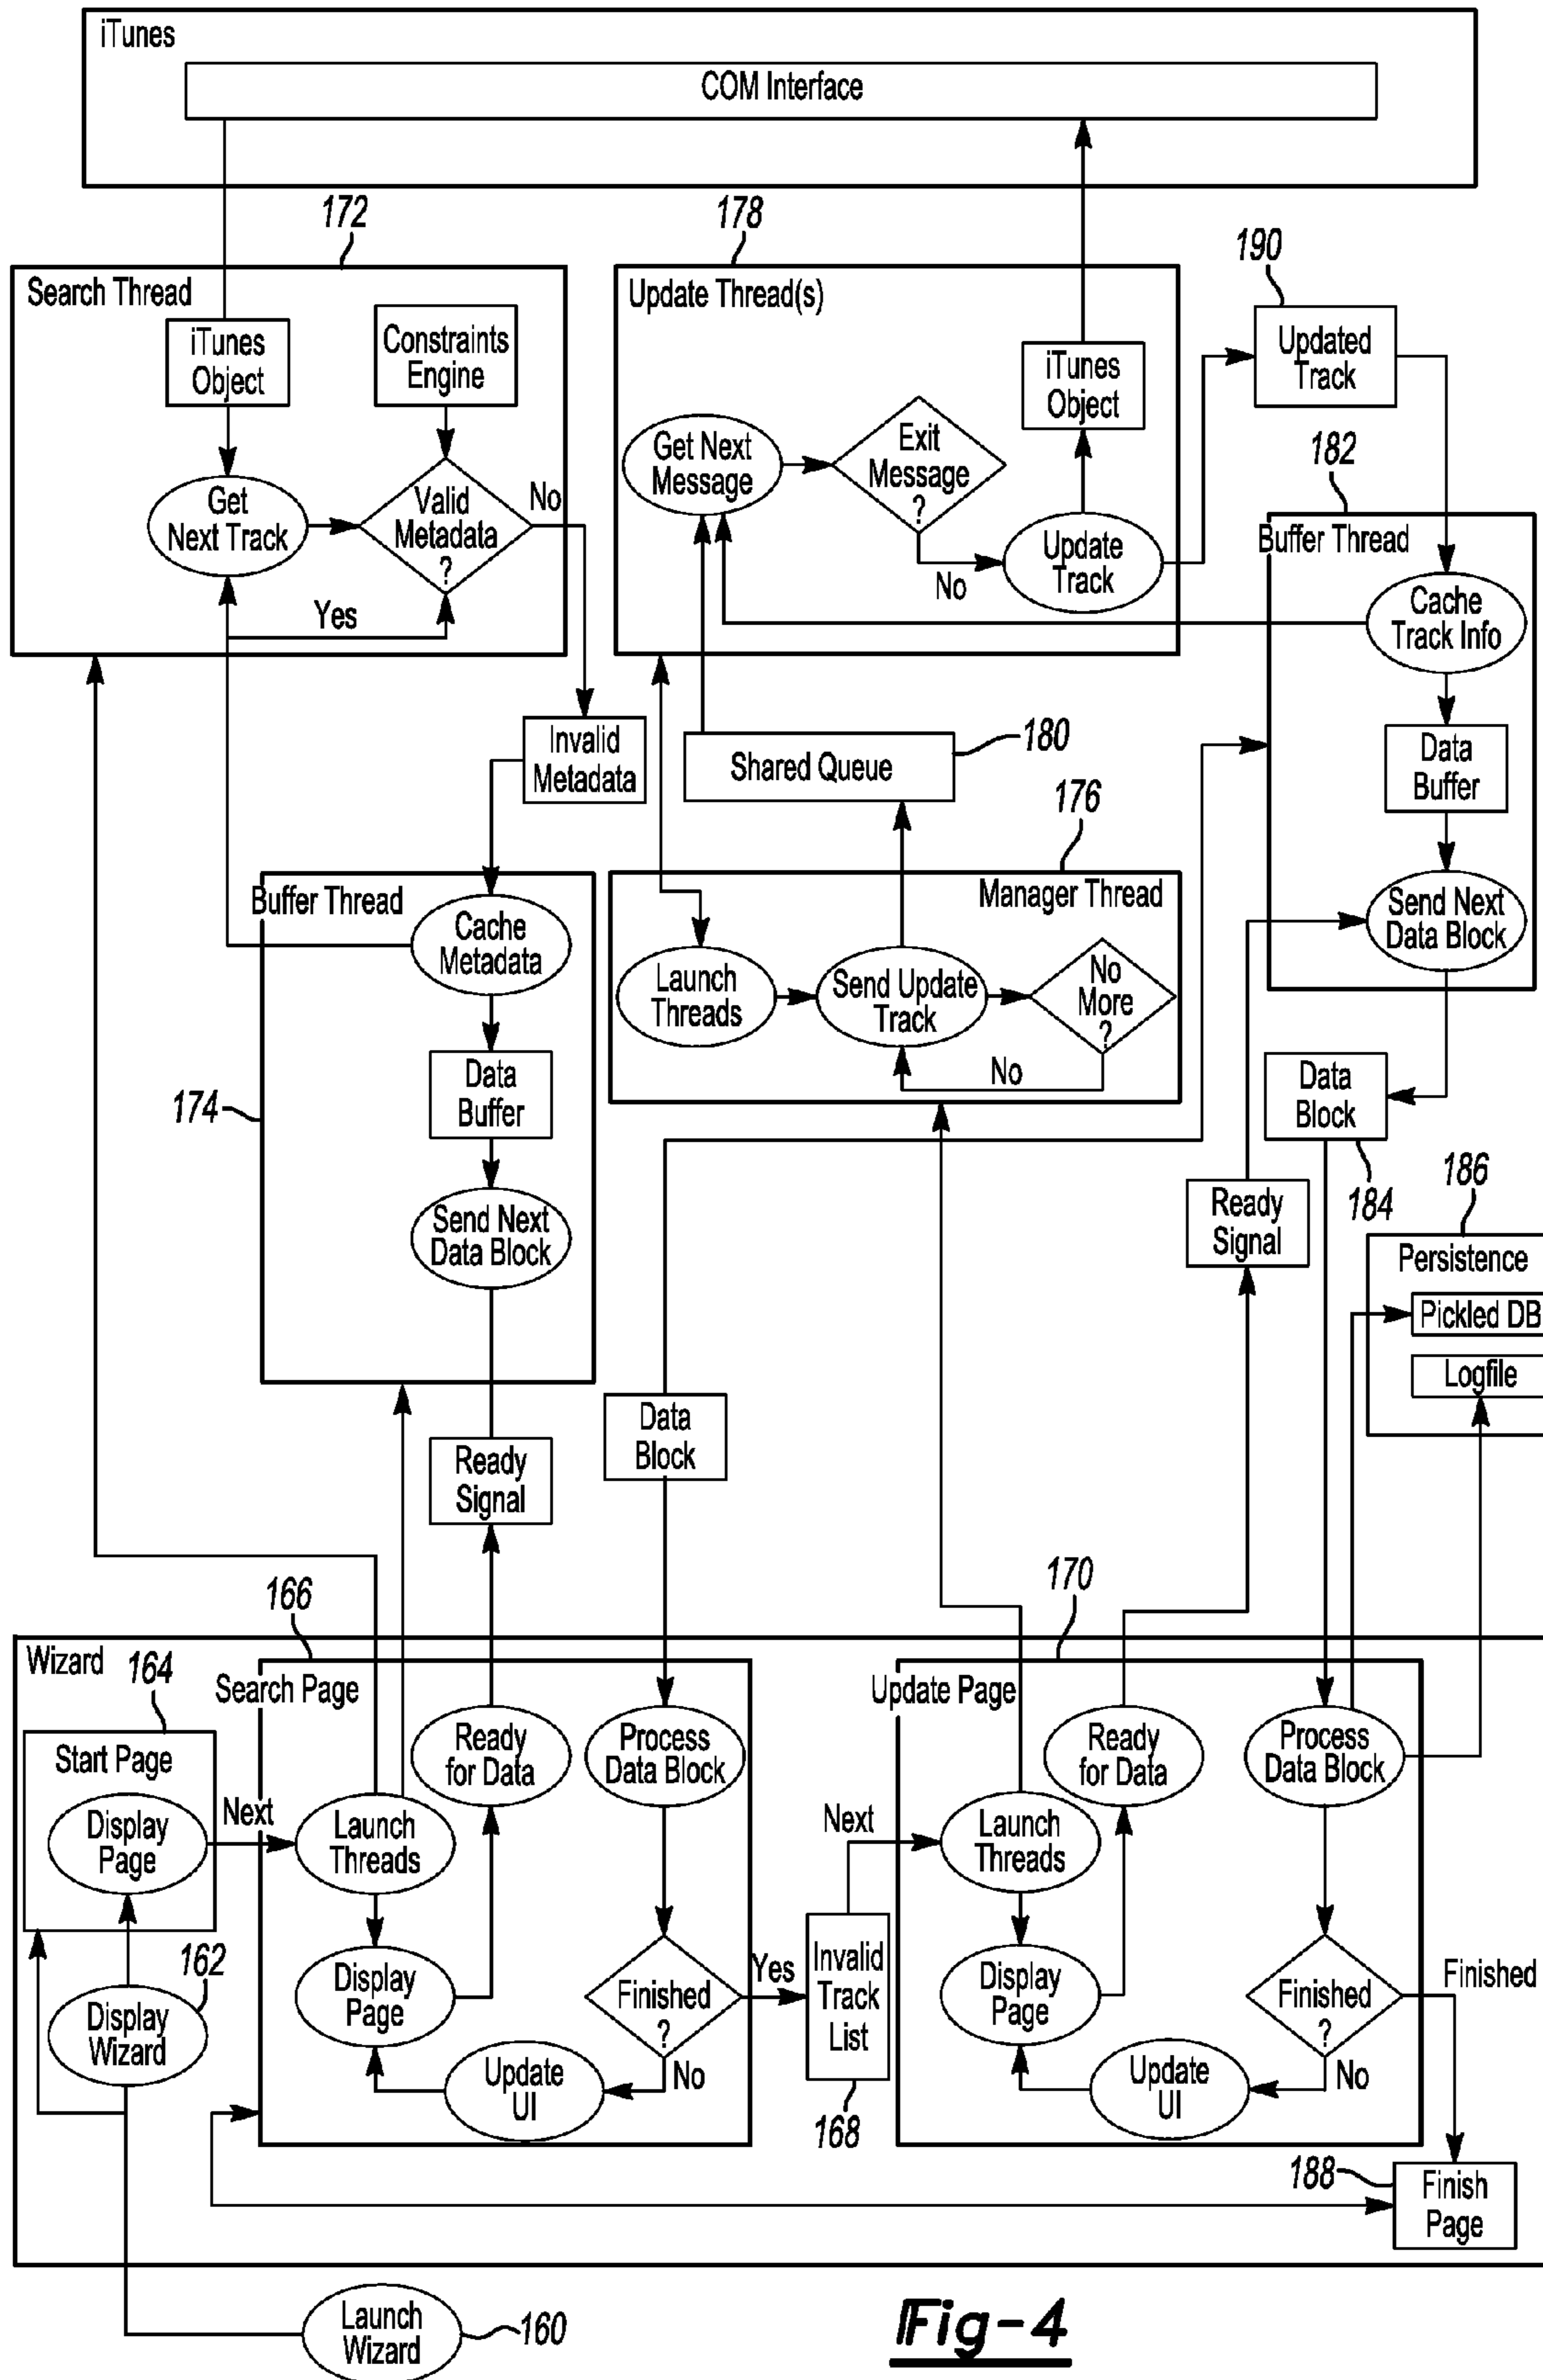 iTunes
COM Interface
172
178
190
Search Thread
iTunes
Object
Constraints
Engine
Get
Next Track
Valid
Metadata
?
No
Yes
Update Thread(s)
Get Next
Message
Exit
Message
?
No
iTunes
Object
Update
Track
Updated
Track
182
Buffer Thread
Cache
Track Info
Data
Buffer
Send Next
Data Block
Invalid
Metadata
Shared Queue
180
176
Manager Thread
Launch
Threads
Send Update
Track
No
More
?
No
Buffer Thread
Cache
Metadata
Data
Buffer
Send Next
Data Block
174
Data
Block
184
Ready
Signal
186
Persistence
Pickled DB
Logfile
Ready
Signal
Data
Block
166
170
Wizard
164
Start Page
Display
Page
Next
162
Display
Wizard
Search Page
Launch
Threads
Ready
for Data
Process
Data Block
Display
Page
Finished
?
Yes
No
Update
UI
Invalid
Track
List
168
Next
Update Page
Launch
Threads
Ready
for Data
Process
Data Block
Display
Page
Finished
?
Finished
No
Update
UI
188
Finish
Page
Launch
Wizard
160
Fig-4